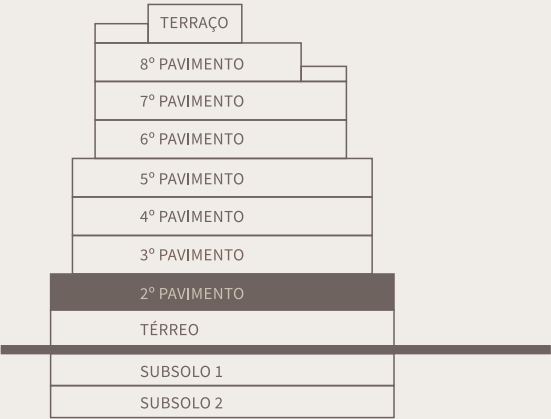 TERRAÇO
8º PAVIMENTO
7º PAVIMENTO
6º PAVIMENTO
5º PAVIMENTO
4º PAVIMENTO
3º PAVIMENTO
2º PAVIMENTO
TÉRREO
SUBSOLO 1
SUBSOLO 2